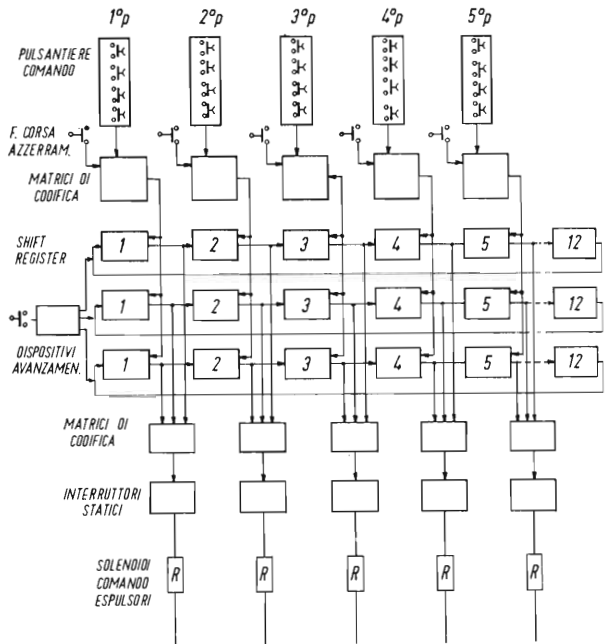 1°p 2°p 3°p 4°p 5°p
PULSANTIERE
COMANDO
F. CORSA
AZZERRAM.
MATRICI DI
CODIFICA
SHIFT
REGISTER
1 2 3 4 5 12
1 2 3 4 5 12
DISPOSITIVI
AVANZAMEN.
1 2 3 4 5 12
MATRICI DI
CODIFICA
INTERRUTTORI
STATICI
SOLENOIDI
COMANDO
ESPULSORI
R R R R R